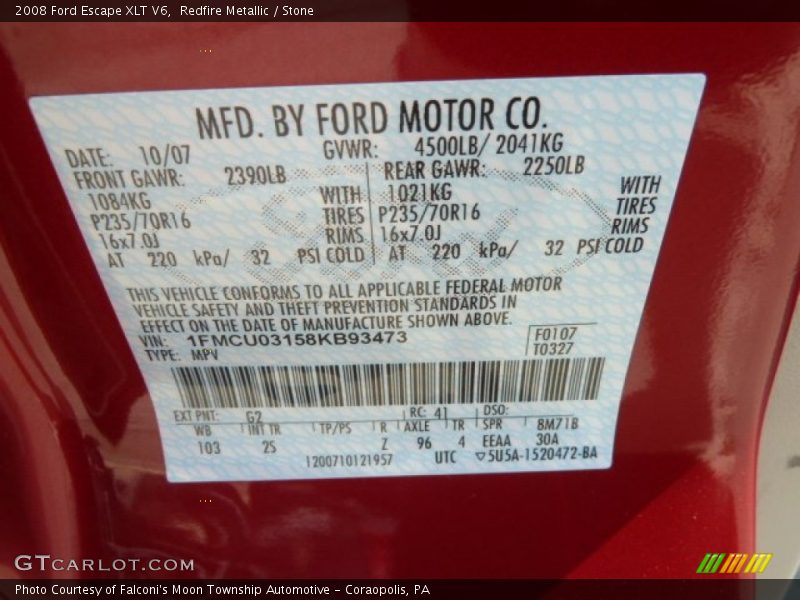 2008 Ford Escape XLT V6,  Redfire Metallic / Stone
MFD. BY FORD MOTOR CO.
DATE: 10/07 GVWR: 4500LB/ 2041KG
FRONT GAWR: 2390LB REAR GAWR: 2250LB
1084KG WITH 1021KG WITH
P235/70R16 TIRES P235/70R16 TIRES
16x7.0J RIMS 16x7.0J RIMS
AT 220 kPa/ 32 PSI COLD AT 220 kPa/ 32 PSI COLD
THIS VEHICLE CONFORMS TO ALL APPLICABLE FEDERAL MOTOR
VEHICLE SAFETY AND THEFT PREVENTION STANDARDS IN
EFFECT ON THE DATE OF MANUFACTURE SHOWN ABOVE.
VIN: 1FMCU03158KB93473 F0107
TYPE: MPV T0327
EXT PNT: G2 RC: 41 DSO:
WB INT TR TP/PS R AXLE TR SPR 8M71B
103 2S Z 96 4 EEAA 30A
1200710121957 UTC ▽5U5A-1520472-BA
GTCARLOT.COM
Photo Courtesy of Falconi's Moon Township Automotive - Coraopolis, PA